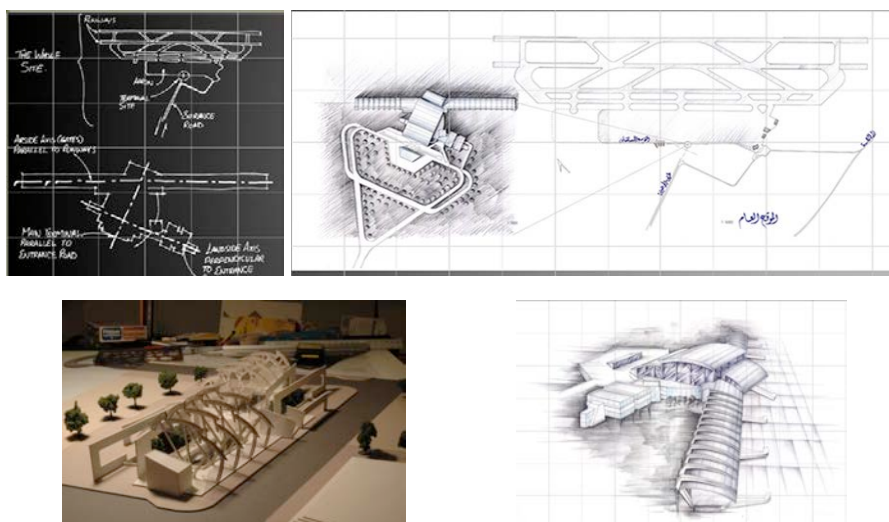 RUNWAYS
THE WHOLE
SITE.
APRON
TERMINAL
SITE
ENTRANCE
ROAD
AIRSIDE AXIS (GATES)
PARALLEL TO RUNWAYS
MAIN TERMINAL
PARALLEL TO
ENTRANCE ROAD
LANDSIDE AXIS
PERPENDICULAR
TO ENTRANCE
الموقع العام